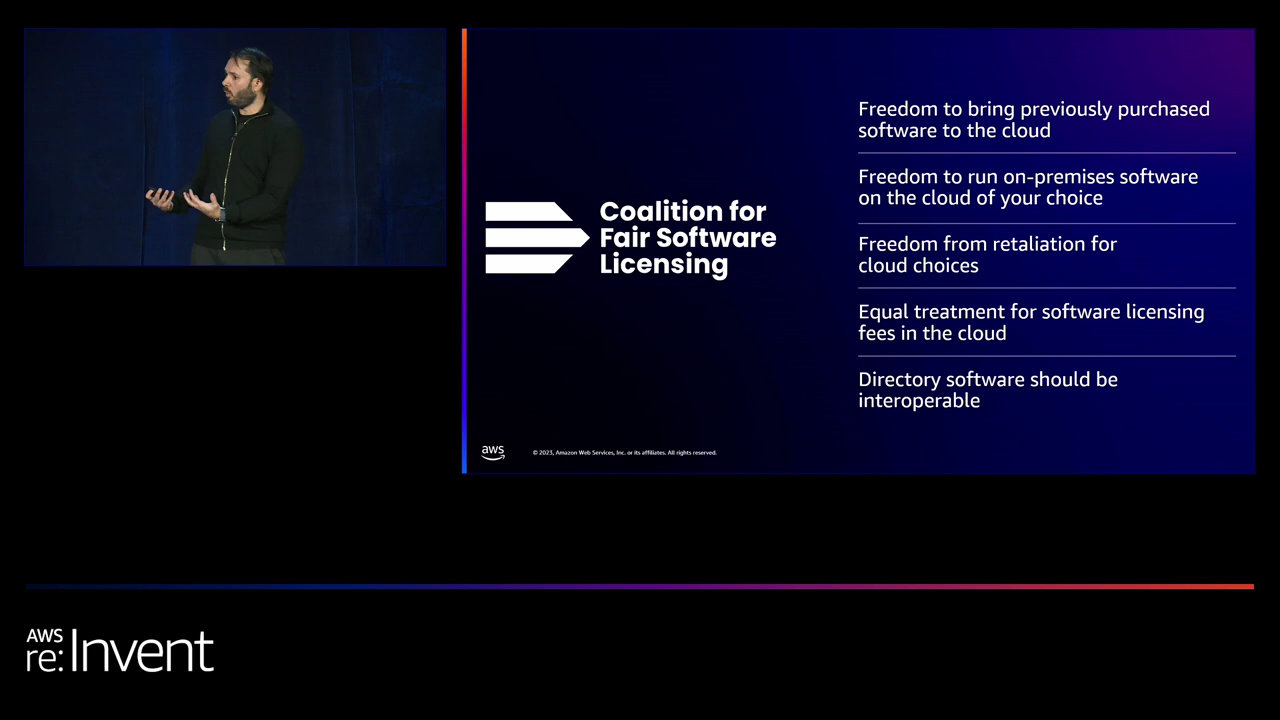 Freedom to bring previously purchased
software to the cloud
Freedom to run on-premises software
on the cloud of your choice
Coalition for
Fair Software
Licensing
Freedom from retaliation for
cloud choices
Equal treatment for software licensing
fees in the cloud
Directory software should be
interoperable
aws
© 2023, Amazon Web Services, Inc. or its affiliates. All rights reserved.
AWS
re:Invent